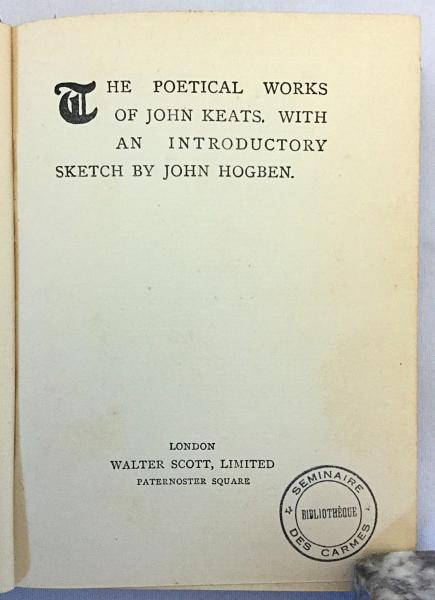 THE POETICAL WORKS
OF JOHN KEATS. WITH
AN INTRODUCTORY
SKETCH BY JOHN HOGBEN.
LONDON
WALTER SCOTT, LIMITED
PATERNOSTER SQUARE
SEMINAIRE
BIBLIOTHÈQUE
DES CARMES